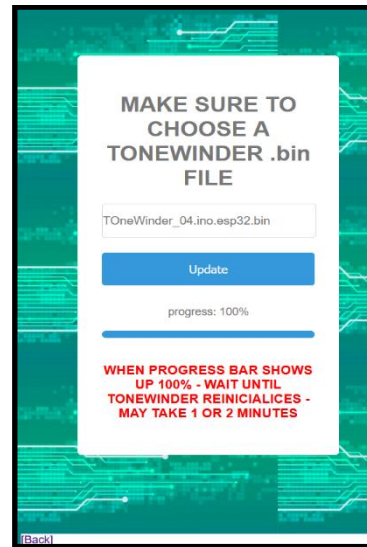 MAKE SURE TO
CHOOSE A
TONEWINDER .bin
FILE
TOneWinder_04.ino.esp32.bin
Update
progress: 100%
WHEN PROGRESS BAR SHOWS
UP 100% - WAIT UNTIL
TONEWINDER REINICIALICES -
MAY TAKE 1 OR 2 MINUTES
[Back]